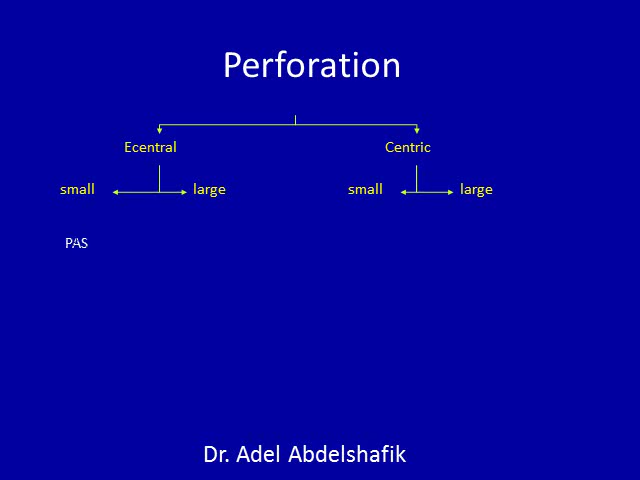 Perforation
Ecentral Centric
small large small large
PAS
Dr. Adel Abdelshafik